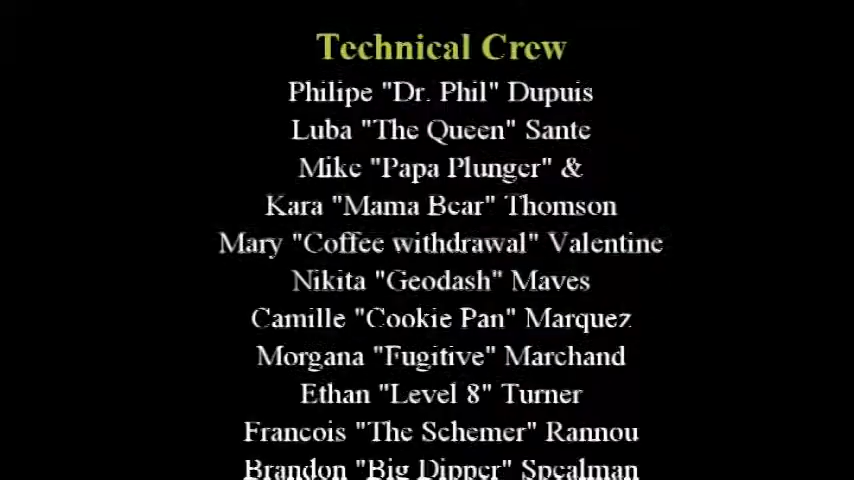 Technical Crew
Philipe "Dr. Phil" Dupuis
Luba "The Queen" Sante
Mike "Papa Plunger" &
Kara "Mama Bear" Thomson
Mary "Coffee withdrawal" Valentine
Nikita "Geodash" Maves
Camille "Cookie Pan" Marquez
Morgana "Fugitive" Marchand
Ethan "Level 8" Turner
Francois "The Schemer" Rannou
Brandon "Big Dipper" Spealman